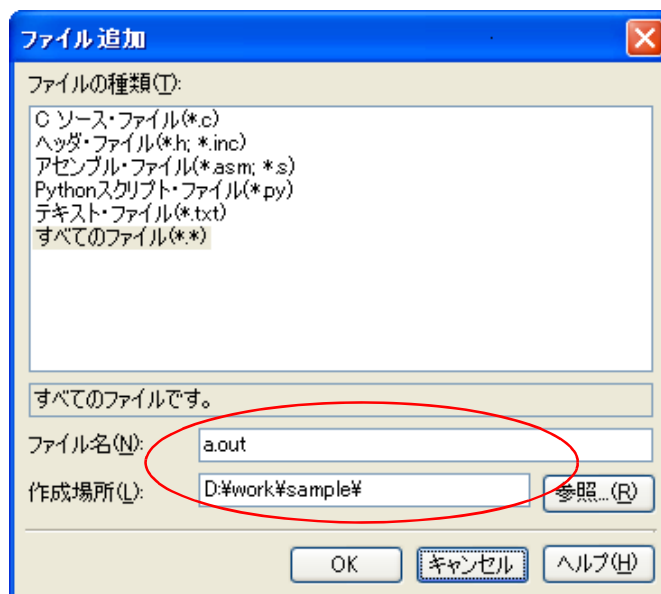 ファイル追加
ファイルの種類(T):
C ソース・ファイル(*.c)
ヘッダ・ファイル(*.h; *.inc)
アセンブル・ファイル(*.asm; *.s)
Pythonスクリプト・ファイル(*.py)
テキスト・ファイル(*.txt)
すべてのファイル(*.*)
すべてのファイルです。
ファイル名(N): a.out
作成場所(L): D:¥work¥sample¥ 参照...(R)
OK キャンセル ヘルプ(H)